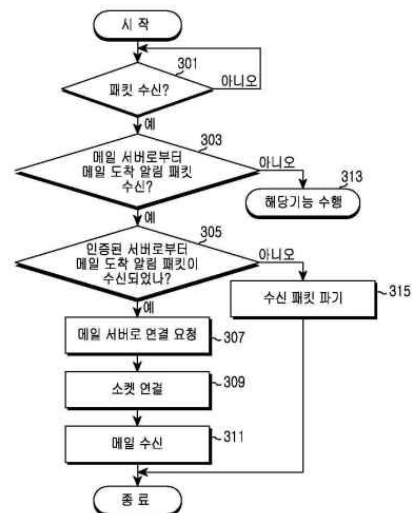 시 작
301
패킷 수신?
아니오
예
303
메일 서버로부터
메일 도착 알림 패킷
수신?
아니오
313
해당기능 수행
예
305
인증된 서버로부터
메일 도착 알림 패킷이
수신되었나?
아니오
315
수신 패킷 파기
예
메일 서버로 연결 요청
307
소켓 연결
309
메일 수신
311
종 료